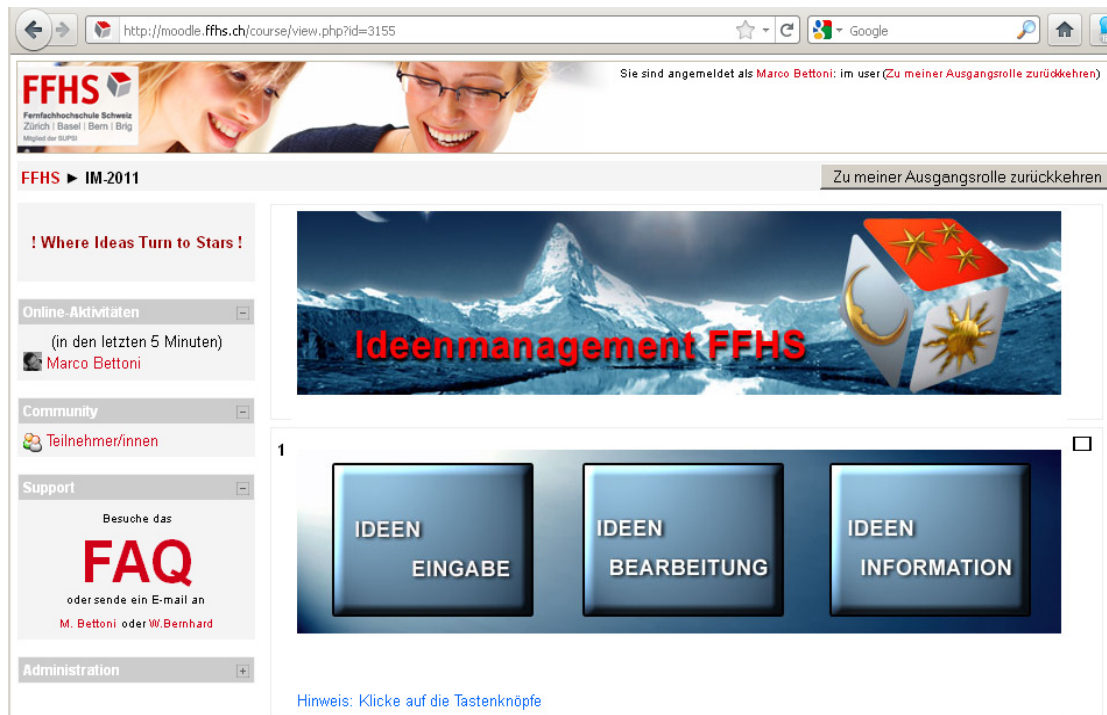 http://moodle.ffhs.ch/course/view.php?id=3155
Google
Sie sind angemeldet als Marco Bettoni: im user (Zu meiner Ausgangsrolle zurückkehren)
FFHS
Fernfachhochschule Schweiz
Zürich | Basel | Bern | Brig
Mitglied der SUPSI
FFHS ► IM-2011
Zu meiner Ausgangsrolle zurückkehren
! Where Ideas Turn to Stars !
Ideenmanagement FFHS
Online-Aktivitäten
(in den letzten 5 Minuten)
Marco Bettoni
Community
Teilnehmer/innen
Support
Besuche das
FAQ
oder sende ein E-mail an
M. Bettoni oder W.Bernhard
Administration
1
IDEEN
EINGABE
IDEEN
BEARBEITUNG
IDEEN
INFORMATION
Hinweis: Klicke auf die Tastenknöpfe